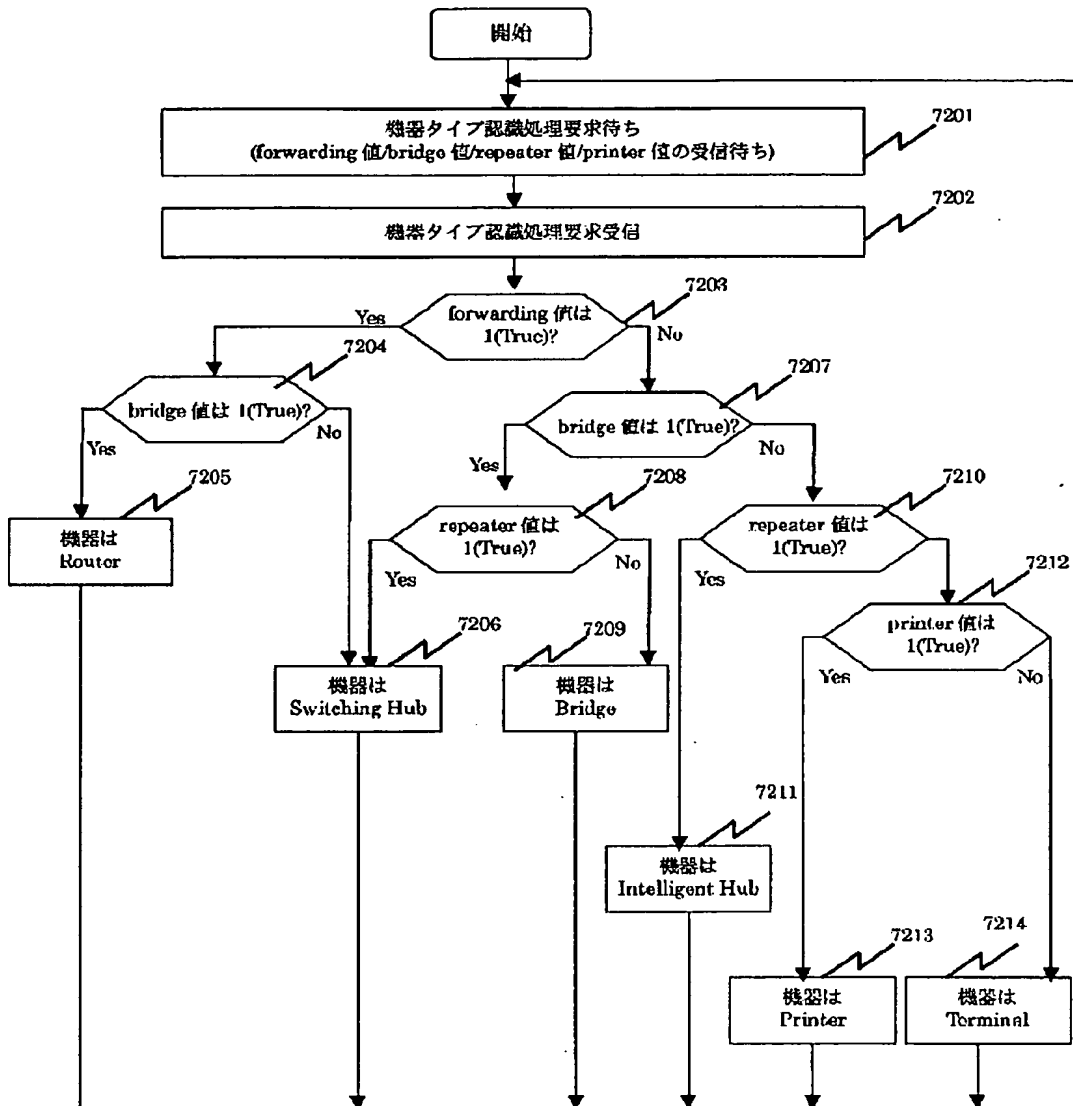 開始
機器タイプ認識処理要求待ち
(forwarding 値/bridge 値/repeater 値/printer 値の受信待ち)
7201
機器タイプ認識処理要求受信
7202
forwarding 値は
1(True)?
7203
Yes
No
bridge 値は 1(True)?
7204
Yes
No
bridge 値は 1(True)?
7207
Yes
No
機器は
Router
7205
repeater 値は
1(True)?
7208
Yes
No
repeater 値は
1(True)?
7210
Yes
printer 値は
1(True)?
7212
Yes
No
機器は
Switching Hub
7206
機器は
Bridge
7209
機器は
Intelligent Hub
7211
機器は
Printer
7213
機器は
Terminal
7214